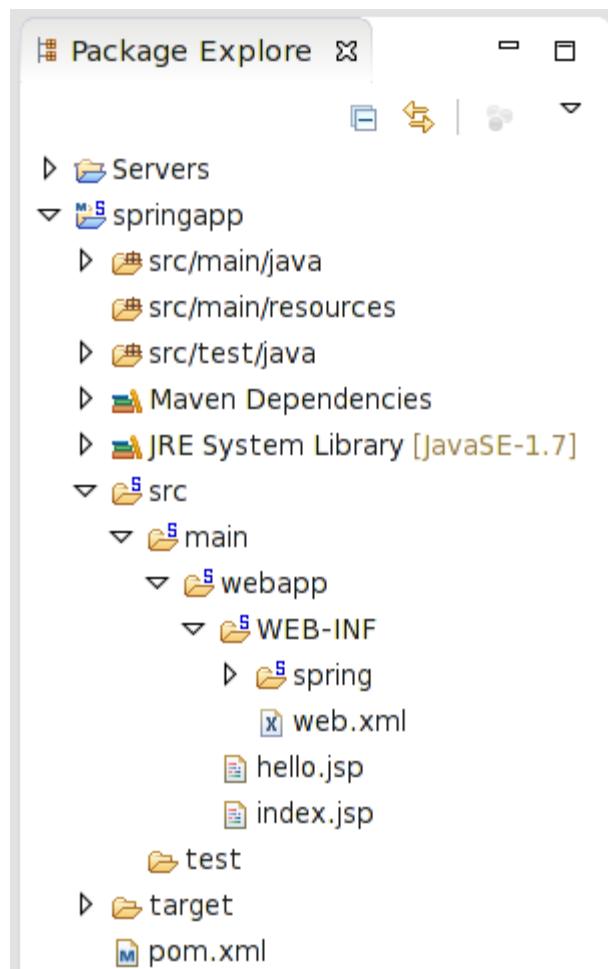 Package Explore
Servers
springapp
src/main/java
src/main/resources
src/test/java
Maven Dependencies
JRE System Library [JavaSE-1.7]
src
main
webapp
WEB-INF
spring
web.xml
hello.jsp
index.jsp
test
target
pom.xml